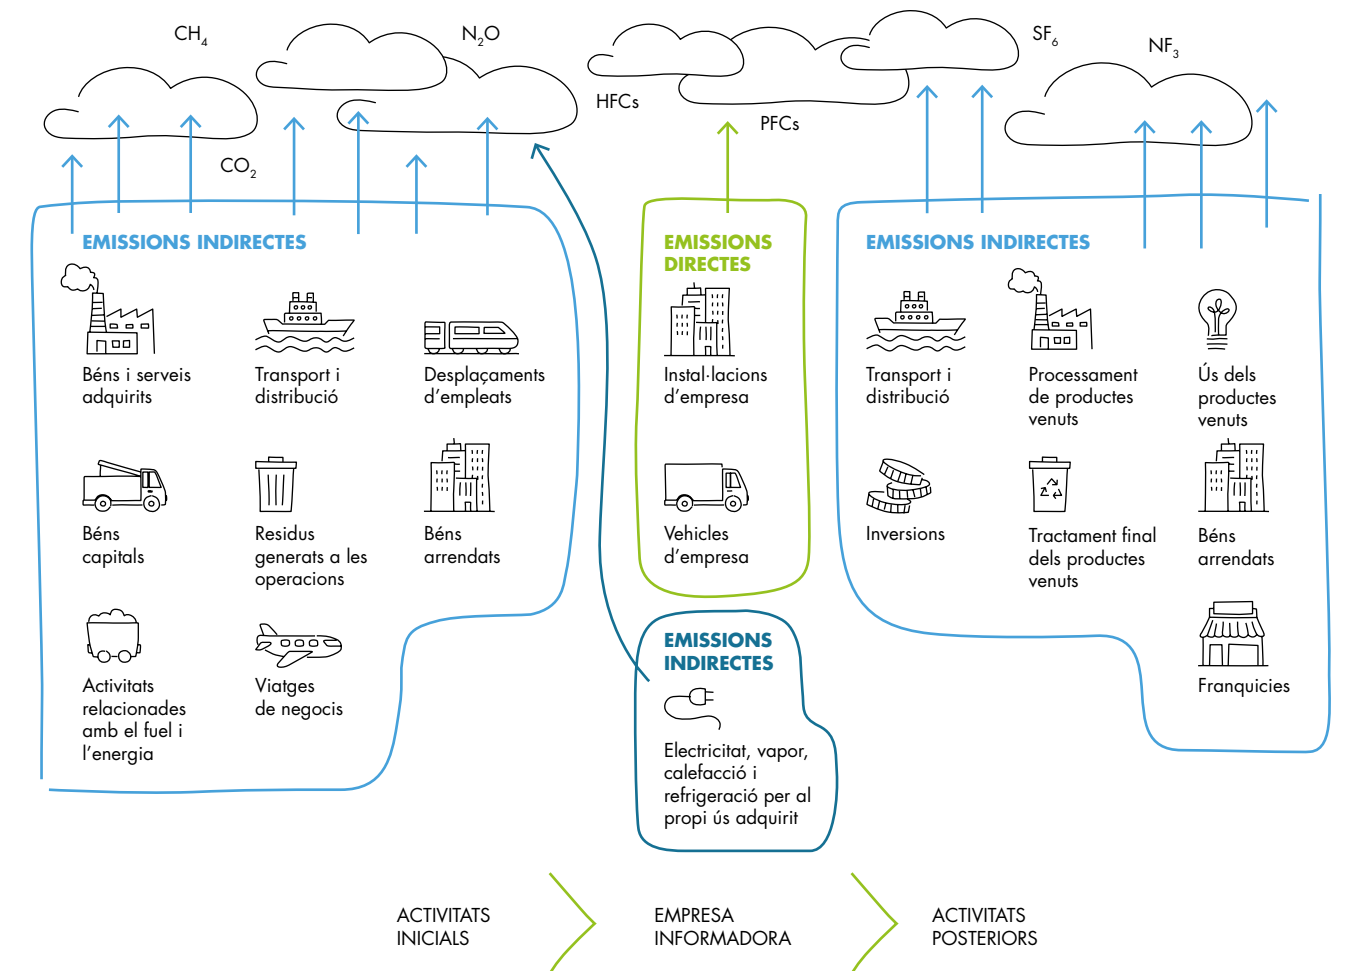 CH₄
N₂O
SF₆
NF₃
HFCs
PFCs
CO₂
EMISSIONS INDIRECTES
Béns i serveis
adquirits
Transport i
distribució
Desplaçaments
d’empleats
Béns
capitals
Residus
generats a les
operacions
Béns
arrendats
Activitats
relacionades
amb el fuel i
l’energia
Viatges
de negocis
EMISSIONS
DIRECTES
Instal·lacions
d’empresa
Vehicles
d’empresa
EMISSIONS
INDIRECTES
Electricitat, vapor,
calefacció i
refrigeració per al
propi ús adquirit
EMISSIONS INDIRECTES
Transport i
distribució
Processament
de productes
venuts
Ús dels
productes
venuts
Inversions
Tractament final
dels productes
venuts
Béns
arrendats
Franquicies
ACTIVITATS
INICIALS
EMPRESA
INFORMADORA
ACTIVITATS
POSTERIORS